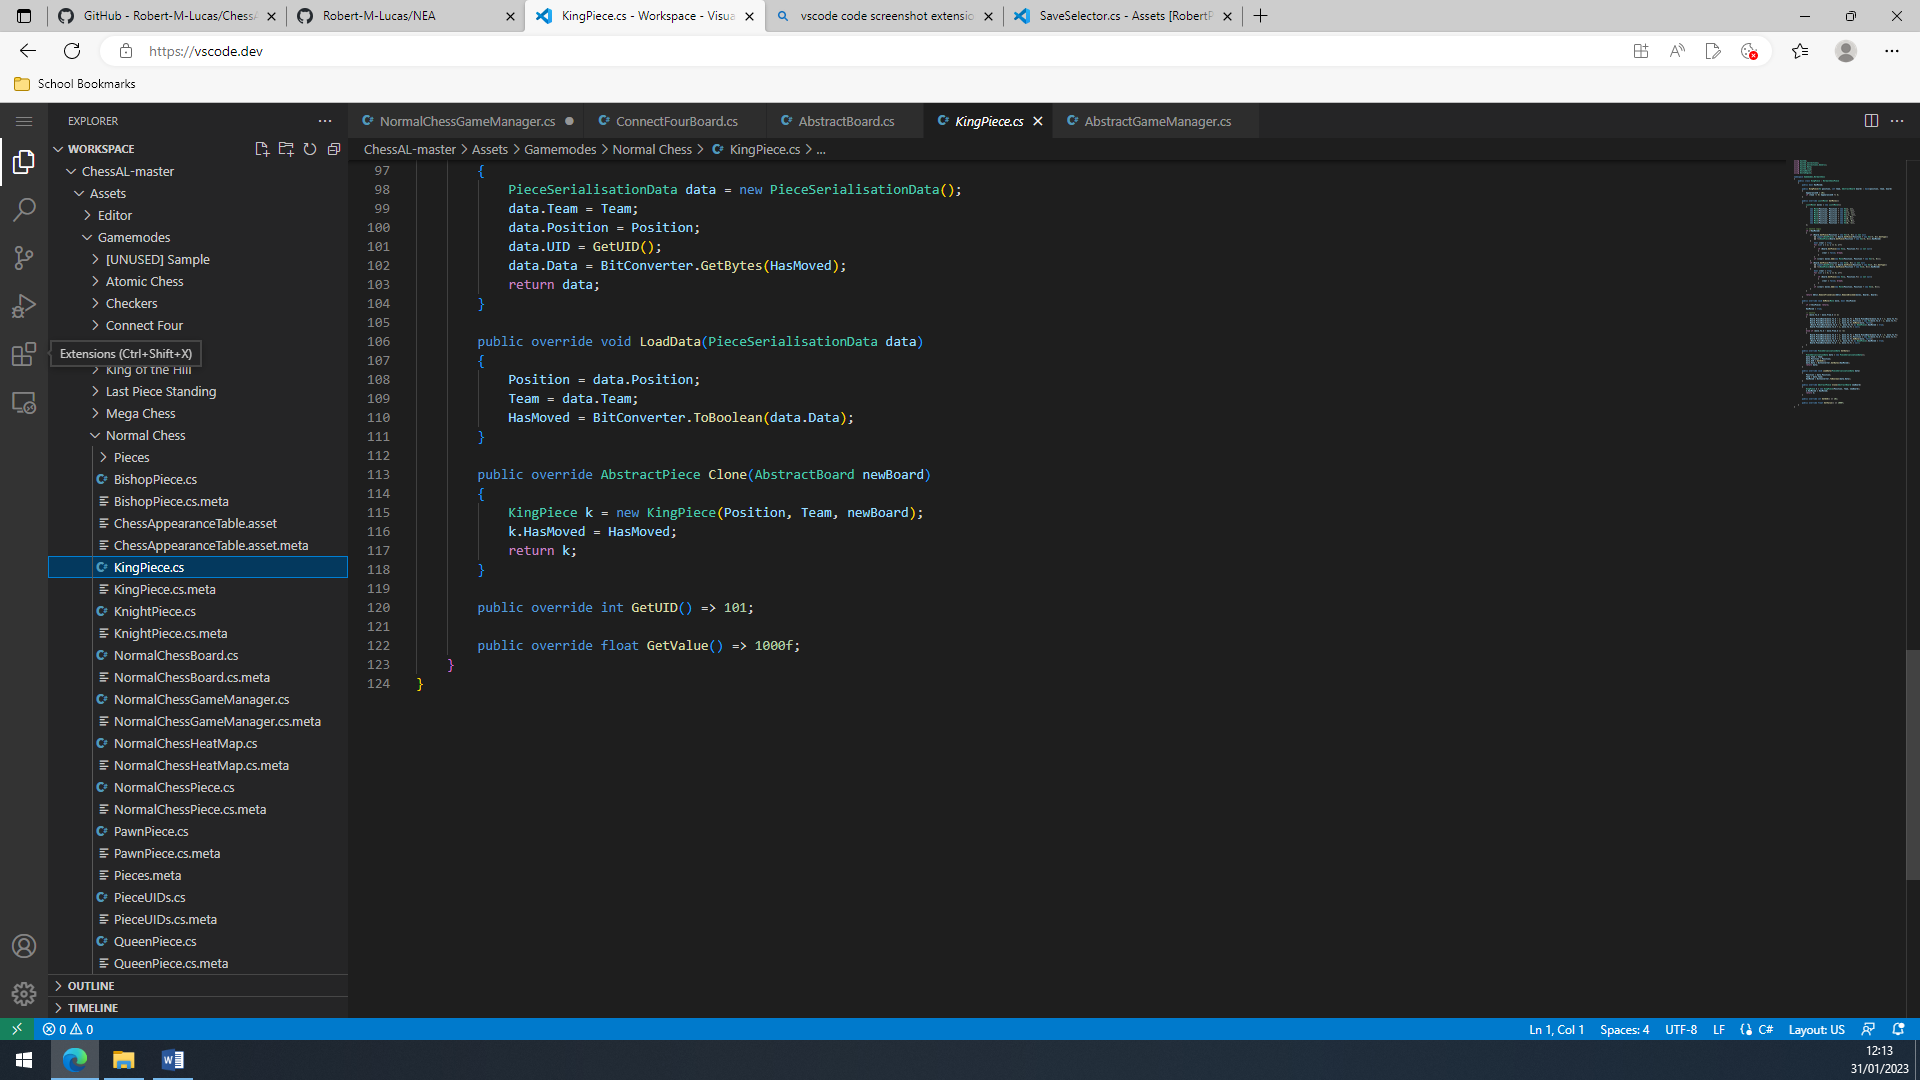 GitHub - Robert-M-Lucas/ChessA
Robert-M-Lucas/NEA
KingPiece.cs - Workspace - Visua
vscode code screenshot extensio
SaveSelector.cs - Assets [RobertP
https://vscode.dev
School Bookmarks
EXPLORER
WORKSPACE
ChessAL-master
Assets
Editor
Gamemodes
[UNUSED] Sample
Atomic Chess
Checkers
Connect Four
Extensions (Ctrl+Shift+X)
King of the Hill
Last Piece Standing
Mega Chess
Normal Chess
Pieces
BishopPiece.cs
BishopPiece.cs.meta
ChessAppearanceTable.asset
ChessAppearanceTable.asset.meta
KingPiece.cs
KingPiece.cs.meta
KnightPiece.cs
KnightPiece.cs.meta
NormalChessBoard.cs
NormalChessBoard.cs.meta
NormalChessGameManager.cs
NormalChessGameManager.cs.meta
NormalChessHeatMap.cs
NormalChessHeatMap.cs.meta
NormalChessPiece.cs
NormalChessPiece.cs.meta
PawnPiece.cs
PawnPiece.cs.meta
Pieces.meta
PieceUIDs.cs
PieceUIDs.cs.meta
QueenPiece.cs
QueenPiece.cs.meta
OUTLINE
TIMELINE
NormalChessGameManager.cs
ConnectFourBoard.cs
AbstractBoard.cs
KingPiece.cs
AbstractGameManager.cs
ChessAL-master > Assets > Gamemodes > Normal Chess > KingPiece.cs > ...
97 {
98 PieceSerialisationData data = new PieceSerialisationData();
99 data.Team = Team;
100 data.Position = Position;
101 data.UID = GetUID();
102 data.Data = BitConverter.GetBytes(HasMoved);
103 return data;
104 }
105
106 public override void LoadData(PieceSerialisationData data)
107 {
108 Position = data.Position;
109 Team = data.Team;
110 HasMoved = BitConverter.ToBoolean(data.Data);
111 }
112
113 public override AbstractPiece Clone(AbstractBoard newBoard)
114 {
115 KingPiece k = new KingPiece(Position, Team, newBoard);
116 k.HasMoved = HasMoved;
117 return k;
118 }
119
120 public override int GetUID() => 101;
121
122 public override float GetValue() => 1000f;
123 }
124 }
0 0
Ln 1, Col 1
Spaces: 4
UTF-8
LF
C#
Layout: US
12:13
31/01/2023